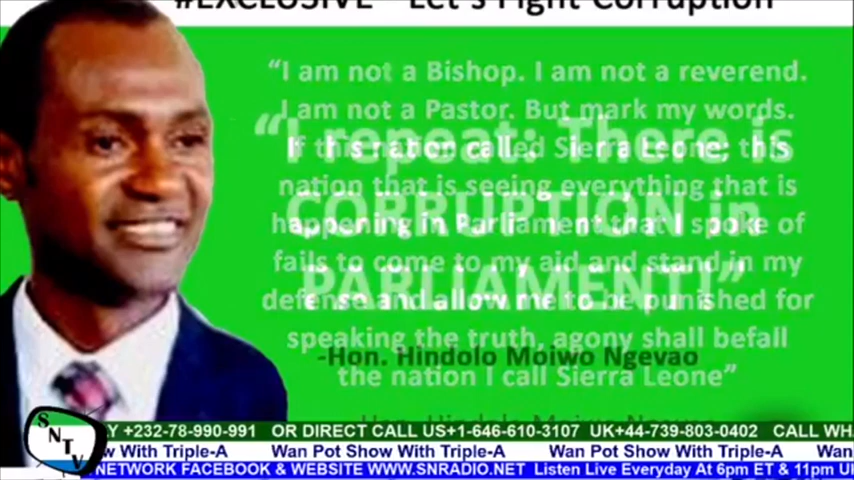 #EXCLUSIVE - Let's Fight Corruption
"I am not a Bishop. I am not a reverend.
I am not a Pastor. But mark my words.
If this nation called Sierra Leone; this
nation that is seeing everything that is
happening in Parliament that I spoke of
fails to come to my aid and stand in my
defense and allow me to be punished for
speaking the truth, agony shall befall
the nation I call Sierra Leone"
-Hon. Hindolo Moiwo Ngevao
"I repeat: There is
CORRUPTION in
PARLIAMENT!"
-Hon. Hindolo Moiwo Ngevao
SNTV
Y +232-78-990-991 OR DIRECT CALL US+1-646-610-3107 UK+44-739-803-0402 CALL WHA
w With Triple-A Wan Pot Show With Triple-A Wan Pot Show With Triple-A Wan
NETWORK FACEBOOK & WEBSITE WWW.SNRADIO.NET Listen Live Everyday At 6pm ET & 11pm U